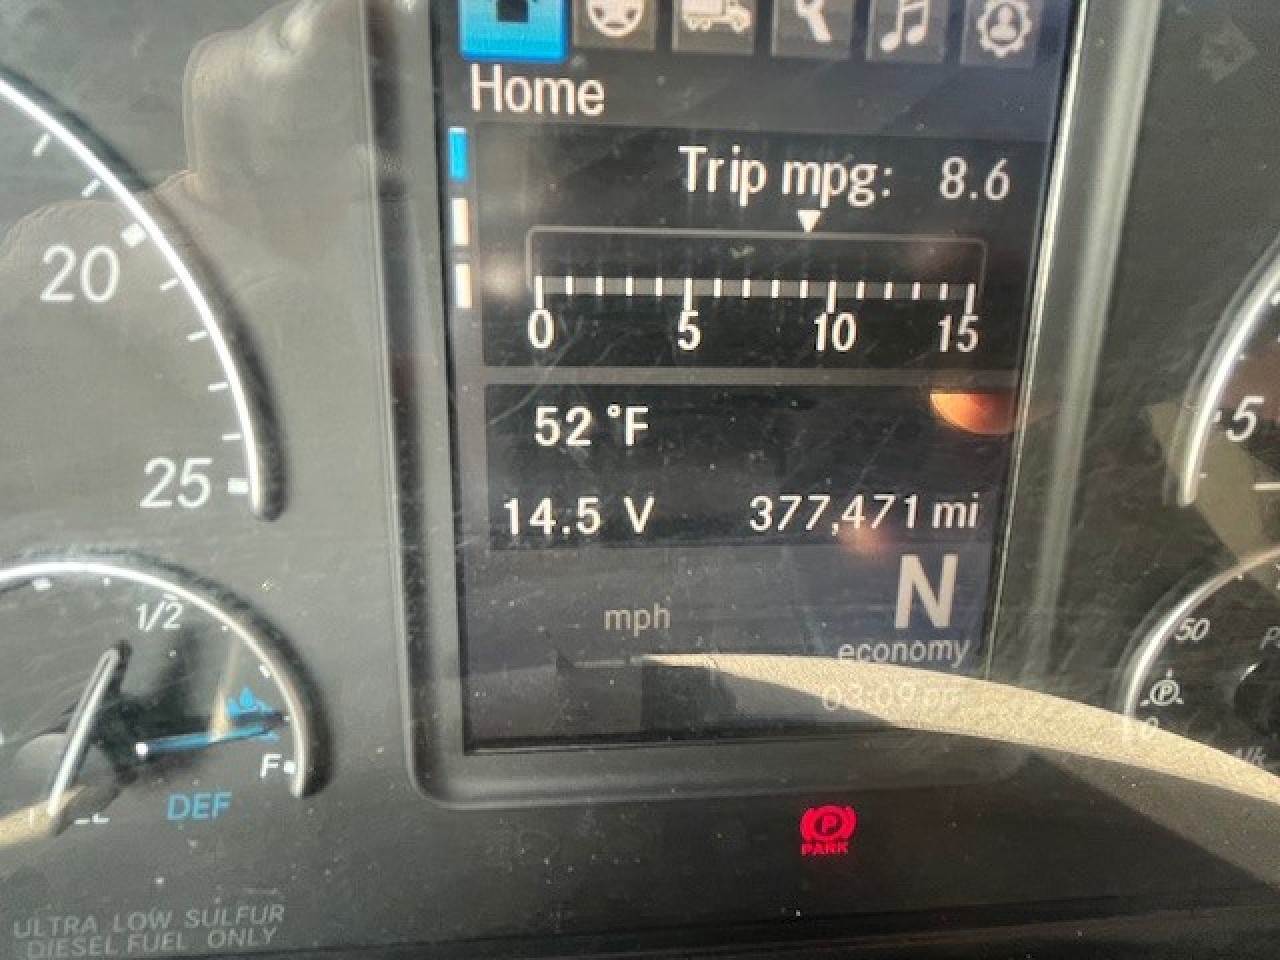 Home
Trip mpg: 8.6
0 5 10 15
52 °F
14.5 V 377,471 mi
N
mph
economy
20
25
1/2
F
DEF
ULTRA LOW SULFUR
DIESEL FUEL ONLY
PARK
5
50